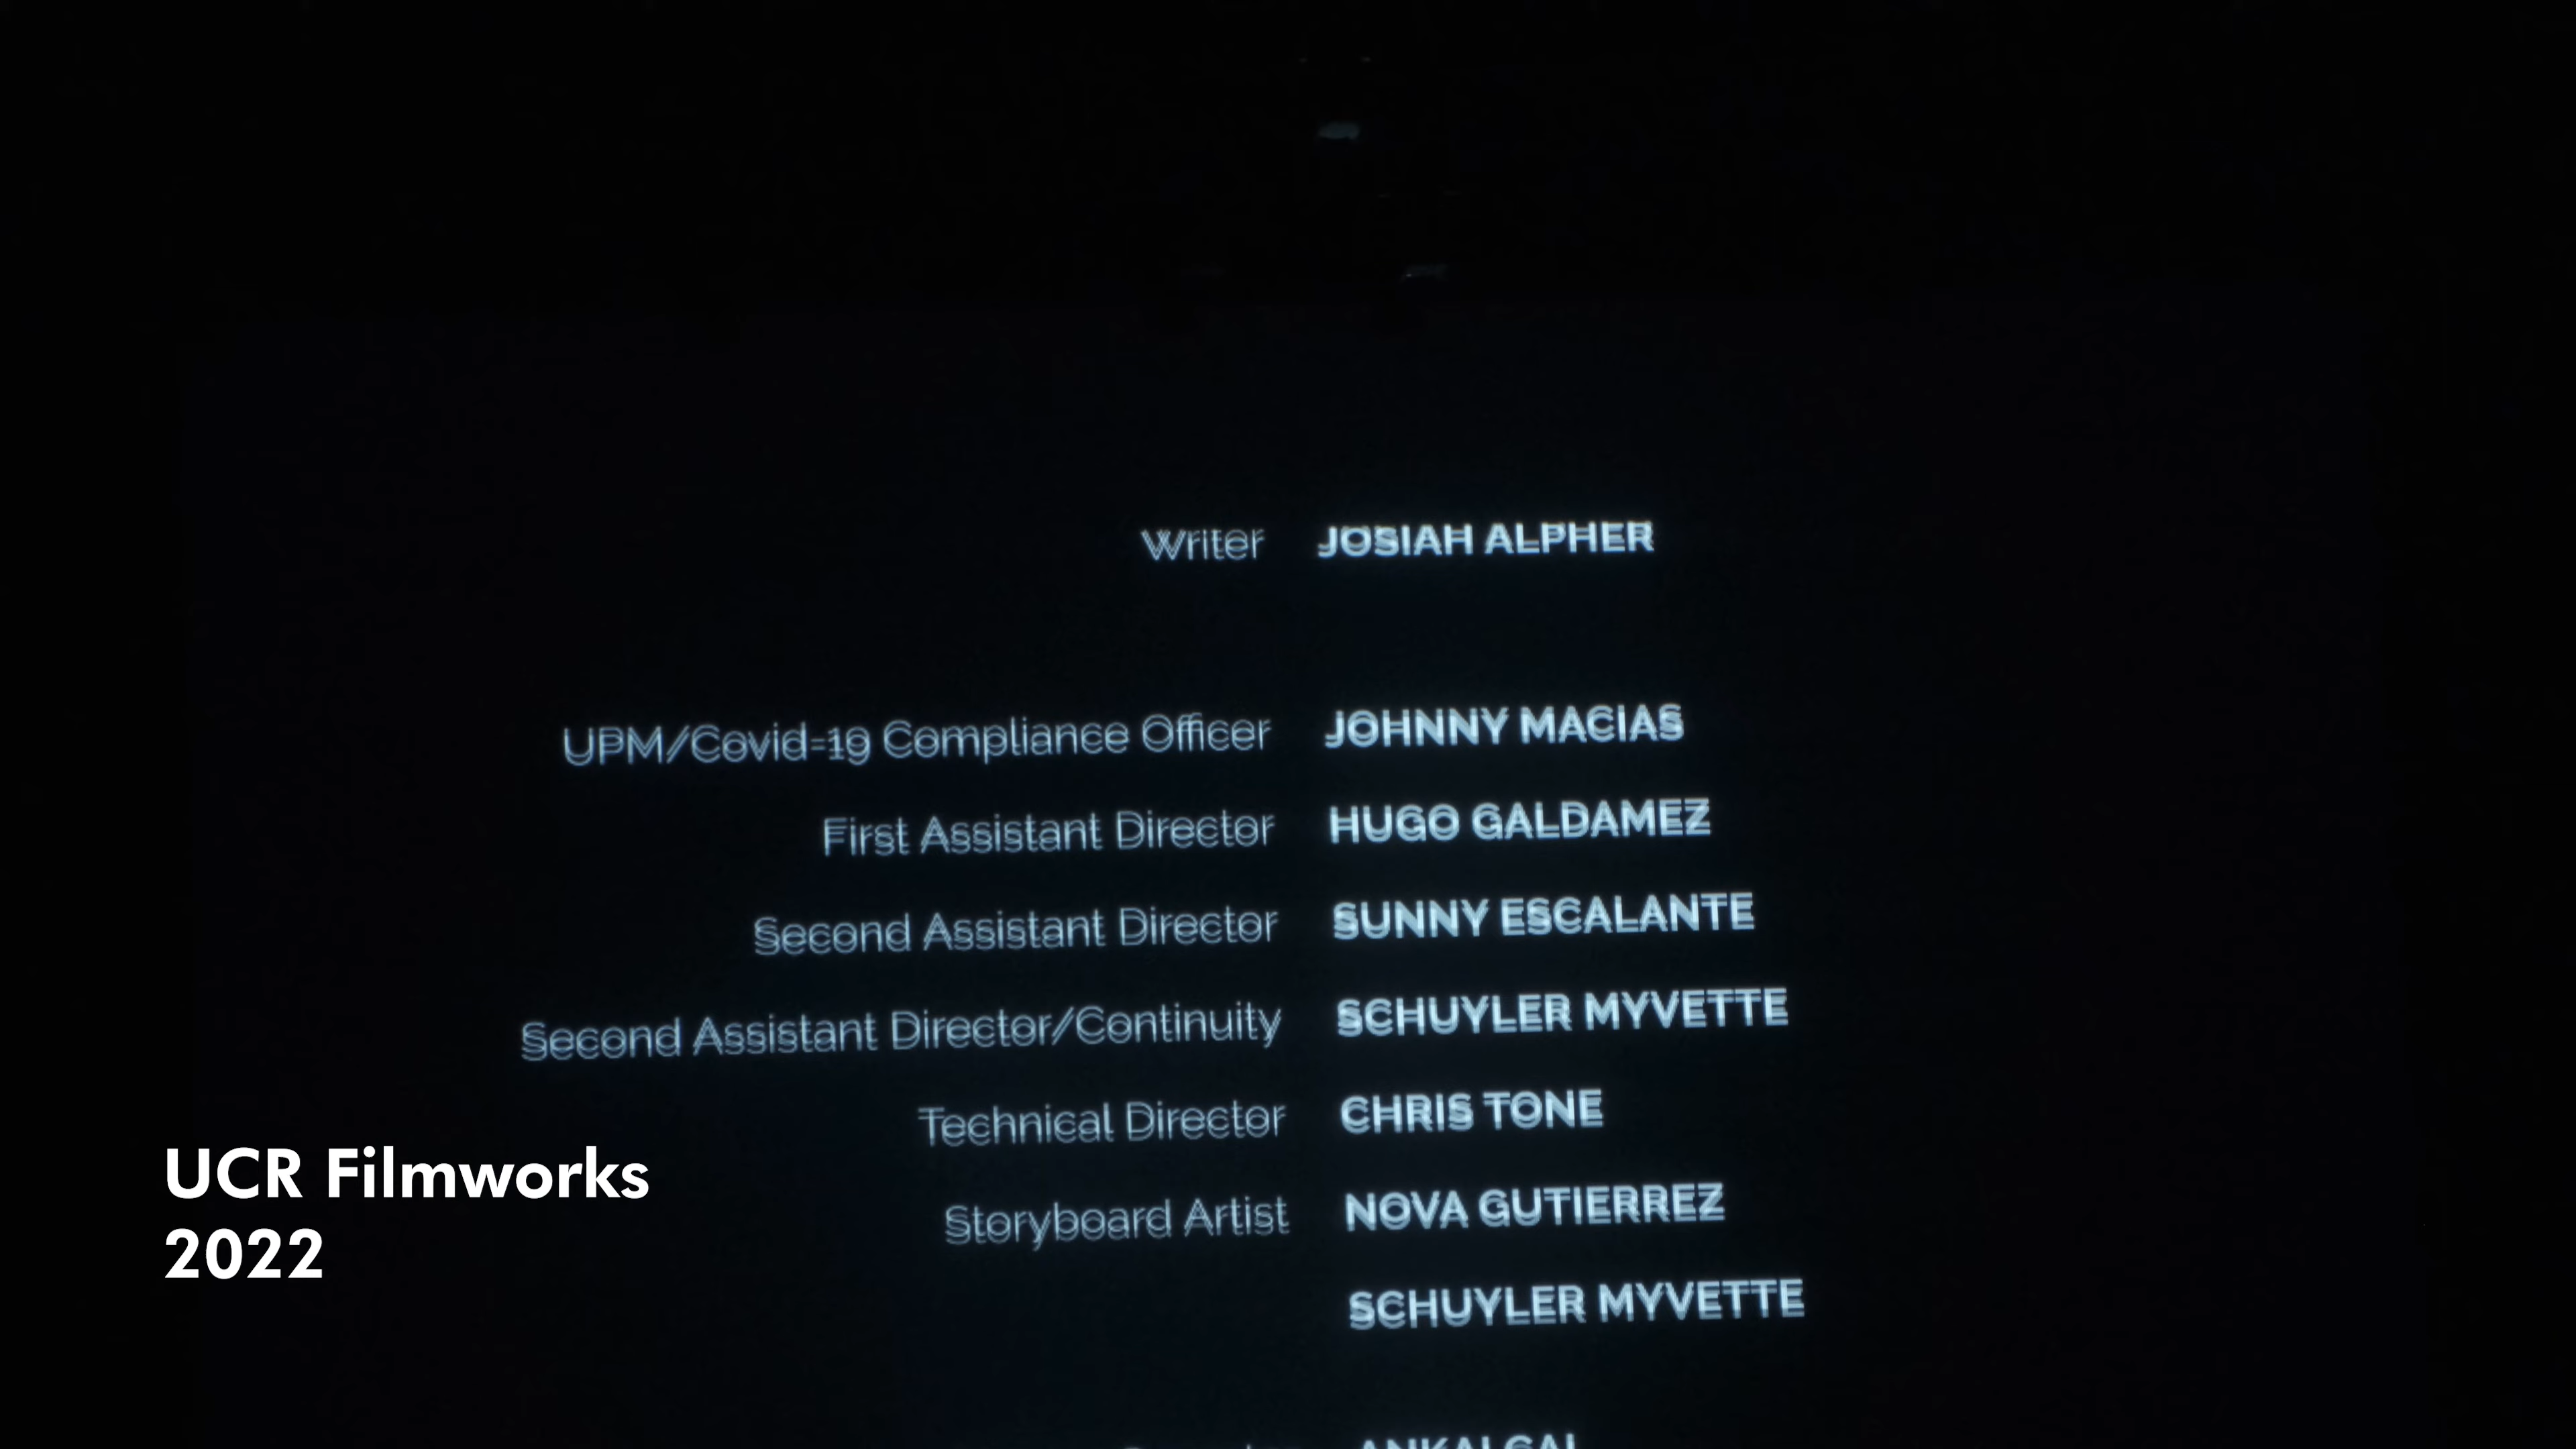 Writer JOSIAH ALPHER
UPM/Covid-19 Compliance Officer JOHNNY MACIAS
First Assistant Director HUGO GALDAMEZ
Second Assistant Director SUNNY ESCALANTE
Second Assistant Director/Continuity SCHUYLER MYVETTE
Technical Director CHRIS TONE
Storyboard Artist NOVA GUTIERREZ
SCHUYLER MYVETTE
UCR Filmworks
2022